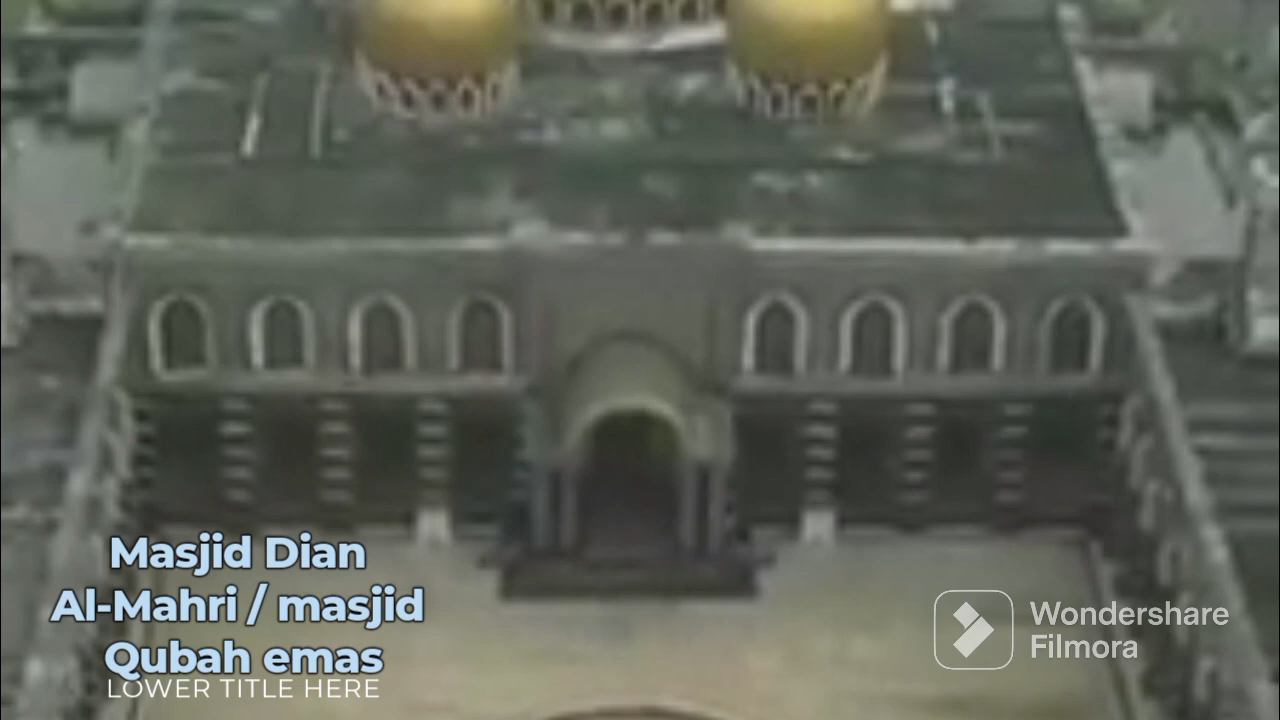 Masjid Dian
Al-Mahri / masjid
Qubah emas
LOWER TITLE HERE
Wondershare
Filmora